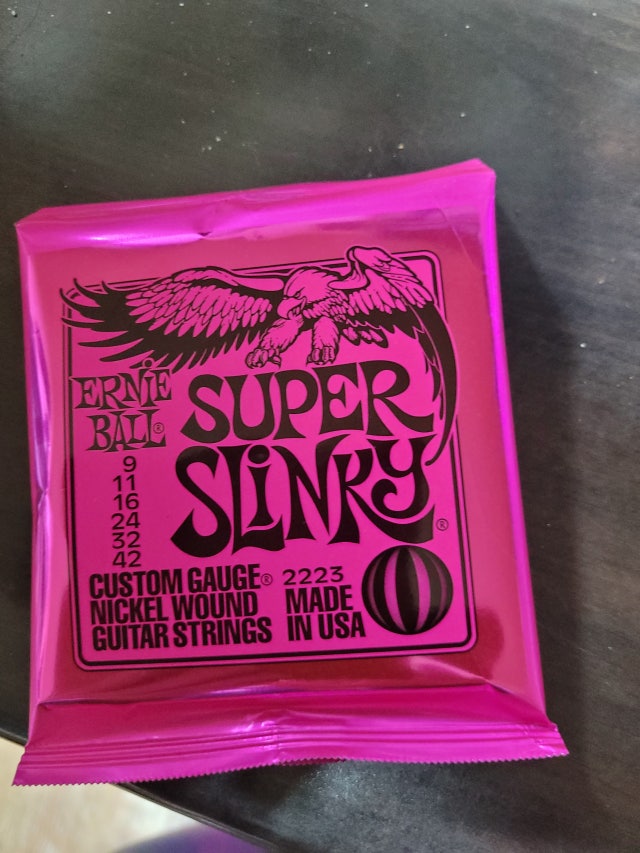 ERNIE
BALL®
SUPER
SLINKY®
9
11
16
24
32
42
CUSTOM GAUGE®
NICKEL WOUND
GUITAR STRINGS
2223
MADE
IN USA